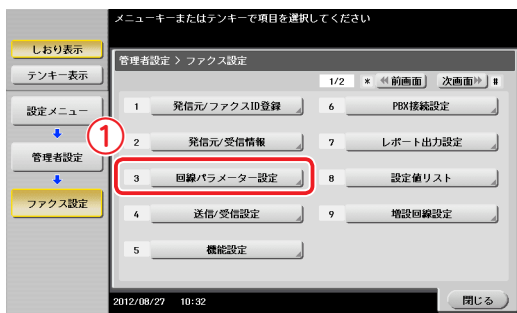 メニューキーまたはテンキーで項目を選択してください
しおり表示
テンキー表示
設定メニュー
管理者設定
ファクス設定
管理者設定 > ファクス設定
1/2 * 前画面 次画面 #
①
1 発信元/ファクスID登録 6 PBX接続設定
2 発信元/受信情報 7 レポート出力設定
3 回線パラメーター設定 8 設定値リスト
4 送信/受信設定 9 増設回線設定
5 機能設定
2012/08/27 10:32 閉じる